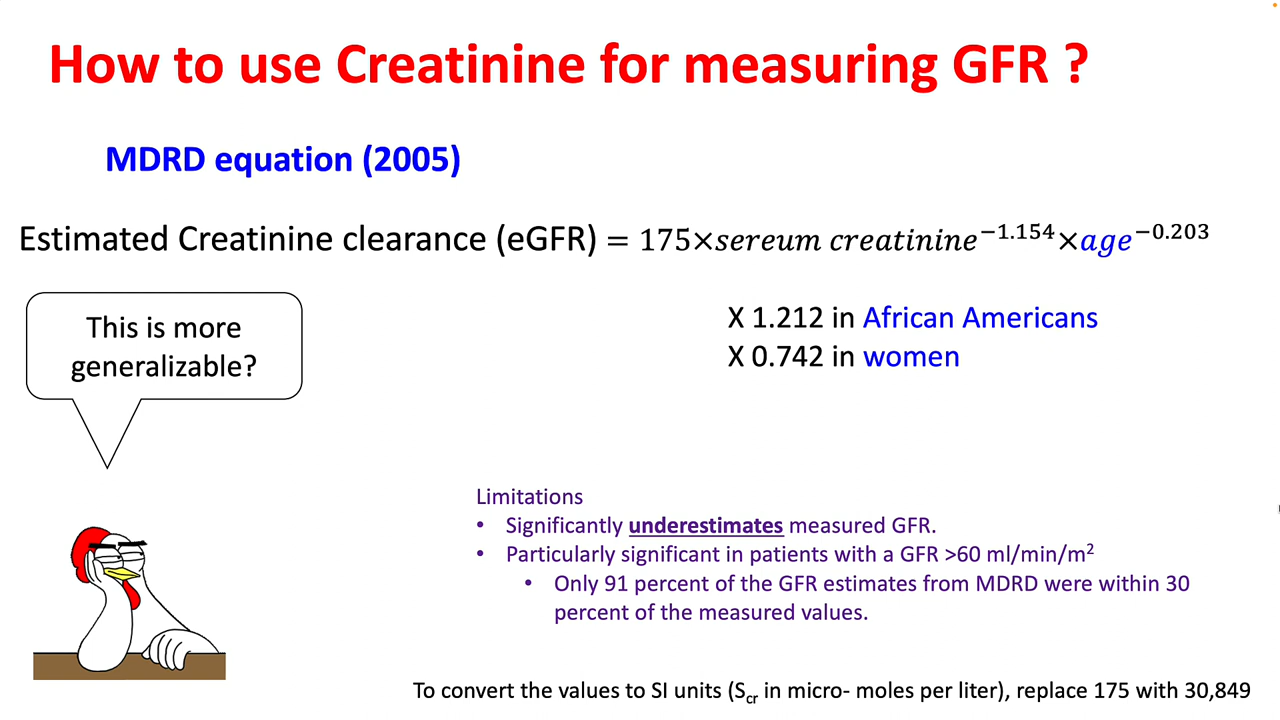 How to use Creatinine for measuring GFR ?
MDRD equation (2005)
Estimated Creatinine clearance (eGFR) = 175×sereum creatinine^−1.154×age^−0.203
X 1.212 in African Americans
X 0.742 in women
This is more
generalizable?
Limitations
• Significantly underestimates measured GFR.
• Particularly significant in patients with a GFR >60 ml/min/m²
• Only 91 percent of the GFR estimates from MDRD were within 30
percent of the measured values.
To convert the values to SI units (Scr in micro- moles per liter), replace 175 with 30,849